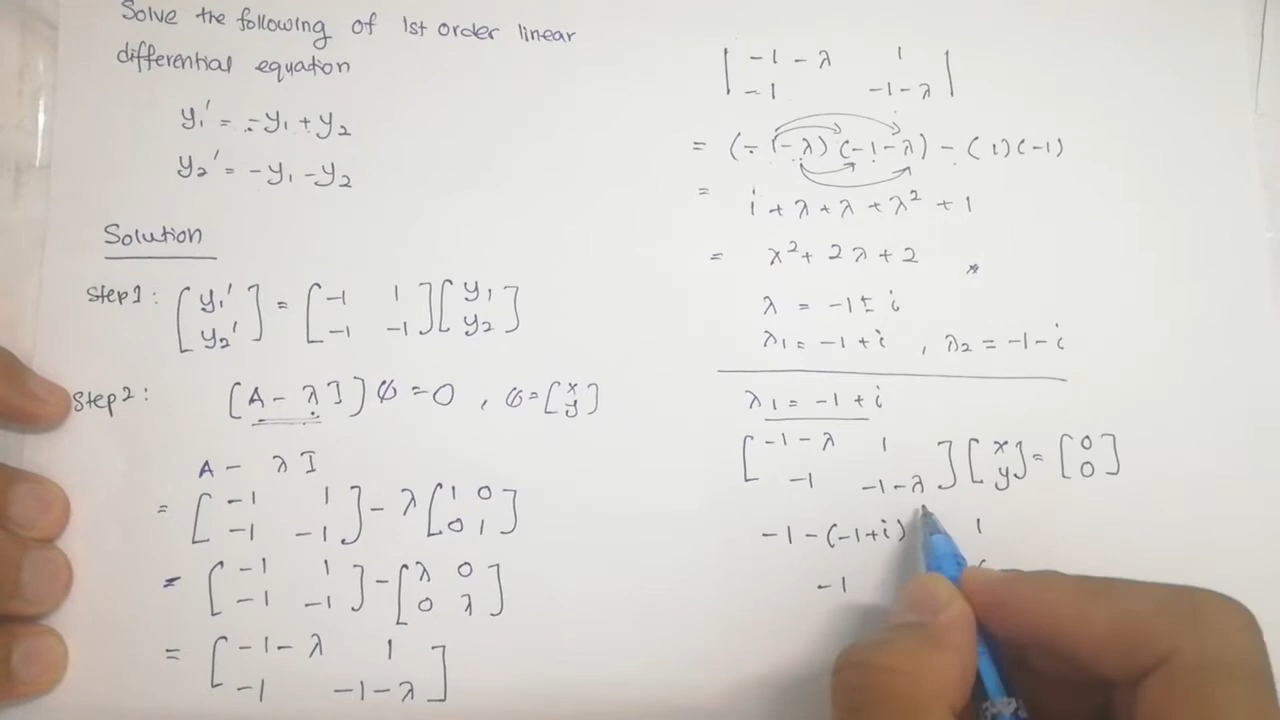 Solve the following of 1st order linear
differential equation
y₁' = -y₁ + y₂
y₂' = -y₁ - y₂
Solution
Step 1: [y₁' y₂'] = [-1 1 -1 -1][y₁ y₂]
Step 2: [A - λI]ϕ = 0, ϕ = [x y]
A - λI
= [-1 1 -1 -1] - λ[1 0 0 1]
= [-1 1 -1 -1] - [λ 0 0 λ]
= [-1-λ 1 -1 -1-λ]
|-1-λ 1 -1 -1-λ|
= (-1-λ)(-1-λ) - (1)(-1)
= 1 + λ + λ + λ² + 1
= λ² + 2λ + 2
λ = -1 ± i
λ₁ = -1 + i, λ₂ = -1 - i
λ₁ = -1 + i
[-1-λ 1 -1 -1-λ][x y] = [0 0]
-1-(-1+i) 1
-1